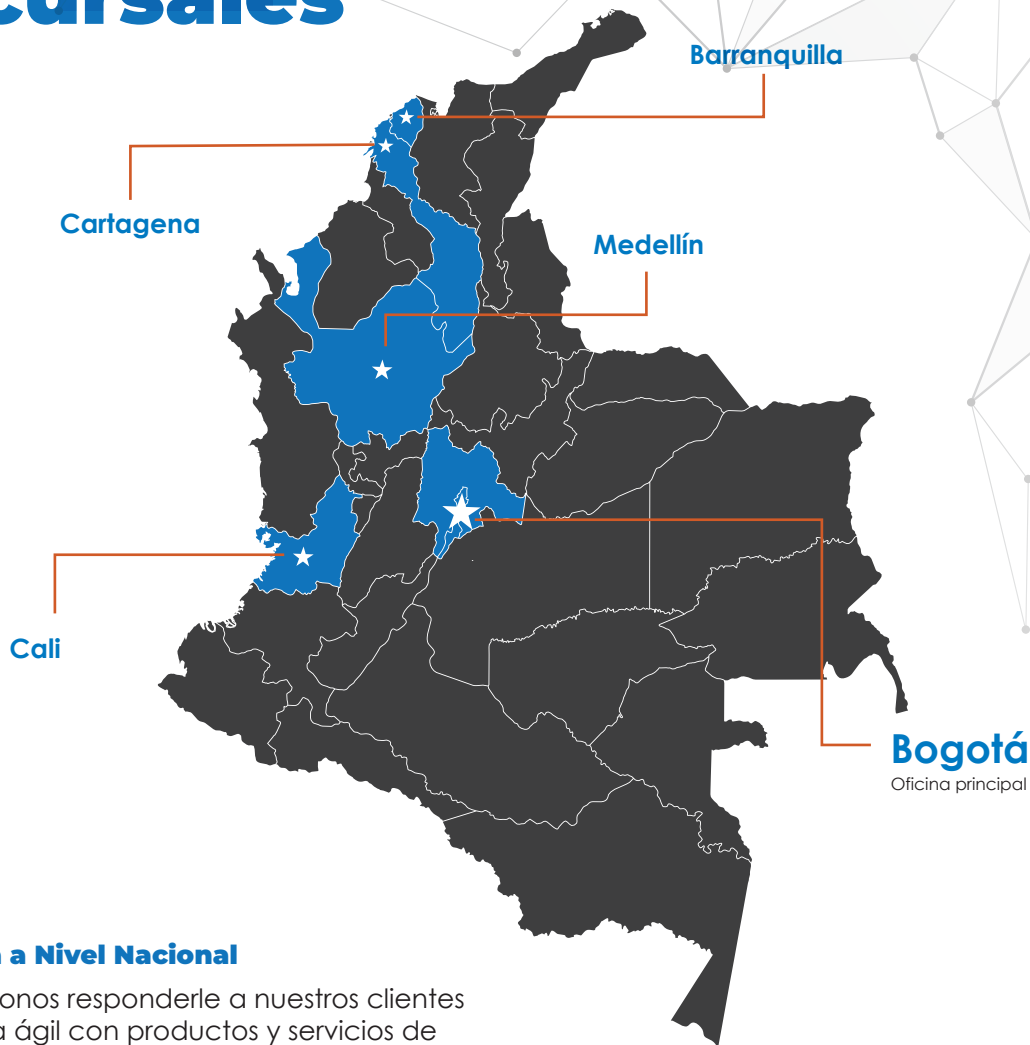 cursales
Barranquilla
Cartagena
Medellín
Cali
Bogotá
Oficina principal
a Nivel Nacional
onos responderle a nuestros clientes
a ágil con productos y servicios de